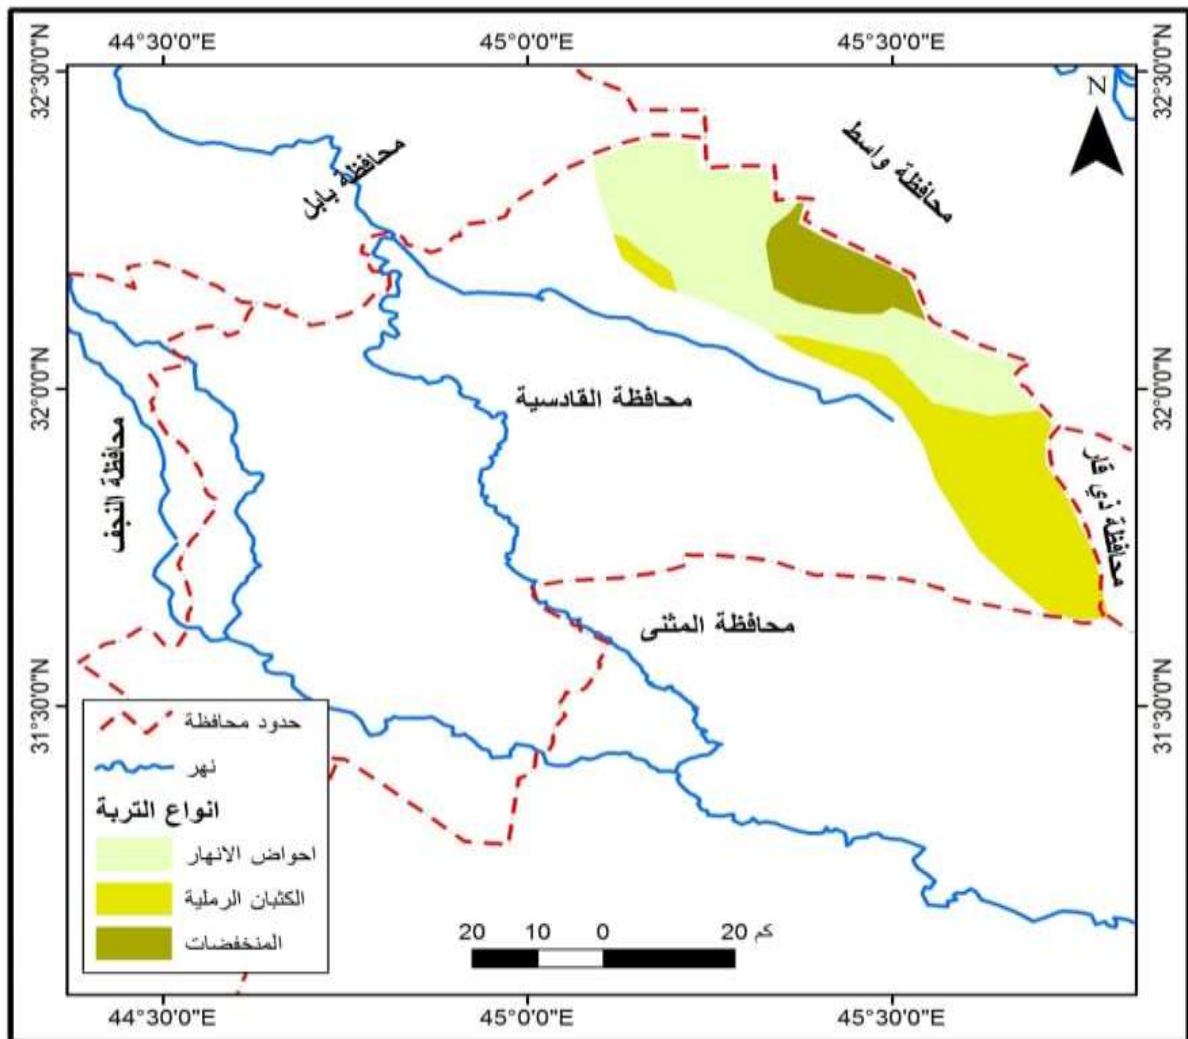 44°30'0"E
45°0'0"E
45°30'0"E
32°30'0"N
32°30'0"N
N
محافظة بابل
محافظة واسط
32°0'0"N
32°0'0"N
محافظة القادسية
محافظة النجف
محافظة ذي قار
محافظة المثنى
31°30'0"N
31°30'0"N
حدود محافظة
نهر
انواع التربة
احواض الانهار
الكثبان الرملية
المنخفضات
20 10 0 20 كم
44°30'0"E
45°0'0"E
45°30'0"E